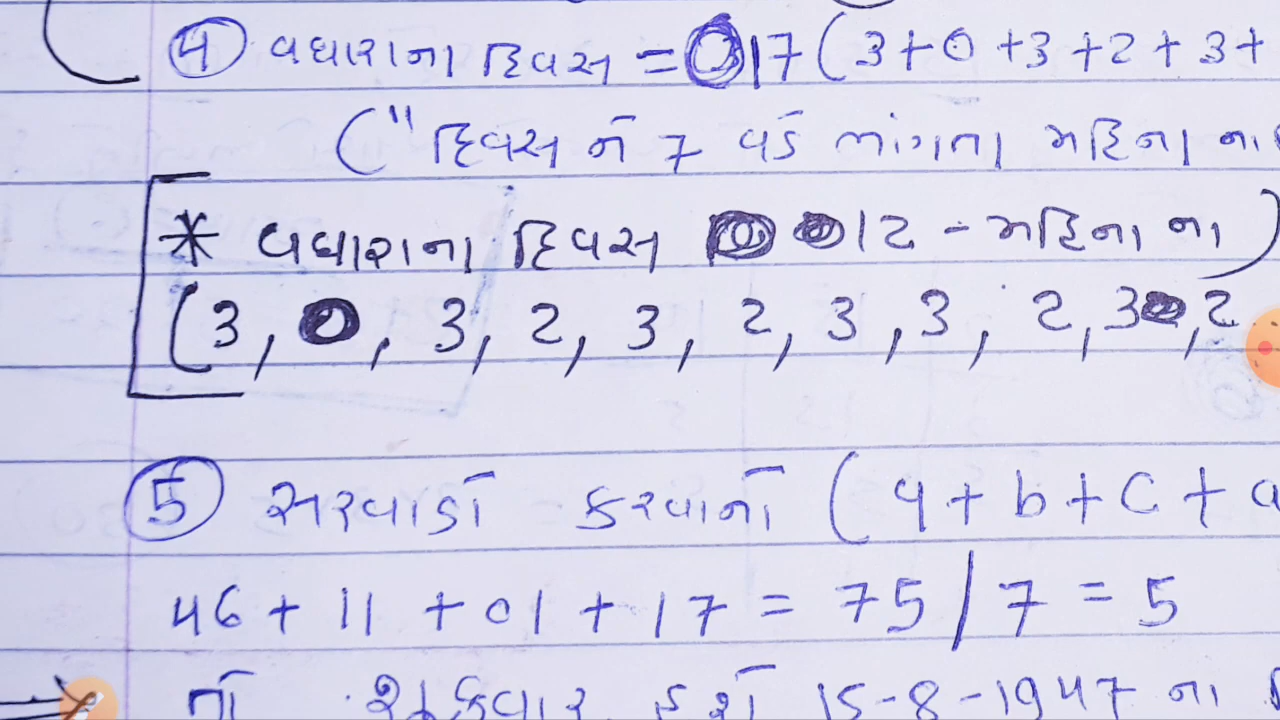 ④ વધારાના દિવસ = 17 (3+0+3+2+3+
(" દિવસ ને 7 વડે ભાંગતા મહિના ના
* વધારાના દિવસ 12 - મહિના ના)
(3, 0, 3, 2, 3, 2, 3, 3, 2, 3, 2
⑤ સરવાળો કરવાનો (a+b+c+d
46 + 11 + 01 + 17 = 75 / 7 = 5
તો શુક્રવાર હશે 15-8-1947 ના